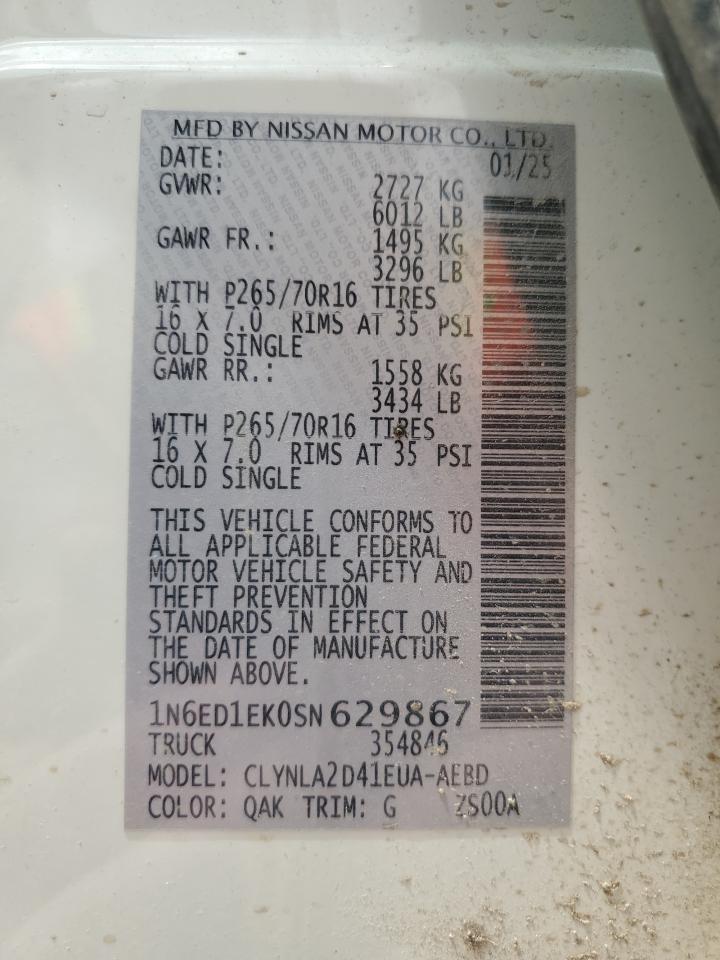 MFD BY NISSAN MOTOR CO., LTD.
DATE: 01/25
GVWR: 2727 KG
6012 LB
GAWR FR.: 1495 KG
3296 LB
WITH P265/70R16 TIRES
16 X 7.0 RIMS AT 35 PSI
COLD SINGLE
GAWR RR.: 1558 KG
3434 LB
WITH P265/70R16 TIRES
16 X 7.0 RIMS AT 35 PSI
COLD SINGLE
THIS VEHICLE CONFORMS TO
ALL APPLICABLE FEDERAL
MOTOR VEHICLE SAFETY AND
THEFT PREVENTION
STANDARDS IN EFFECT ON
THE DATE OF MANUFACTURE
SHOWN ABOVE.
1N6ED1EK0SN629867
TRUCK 354846
MODEL: CLYNLA2D41EUA-AEBD
COLOR: QAK TRIM: G ZS00A